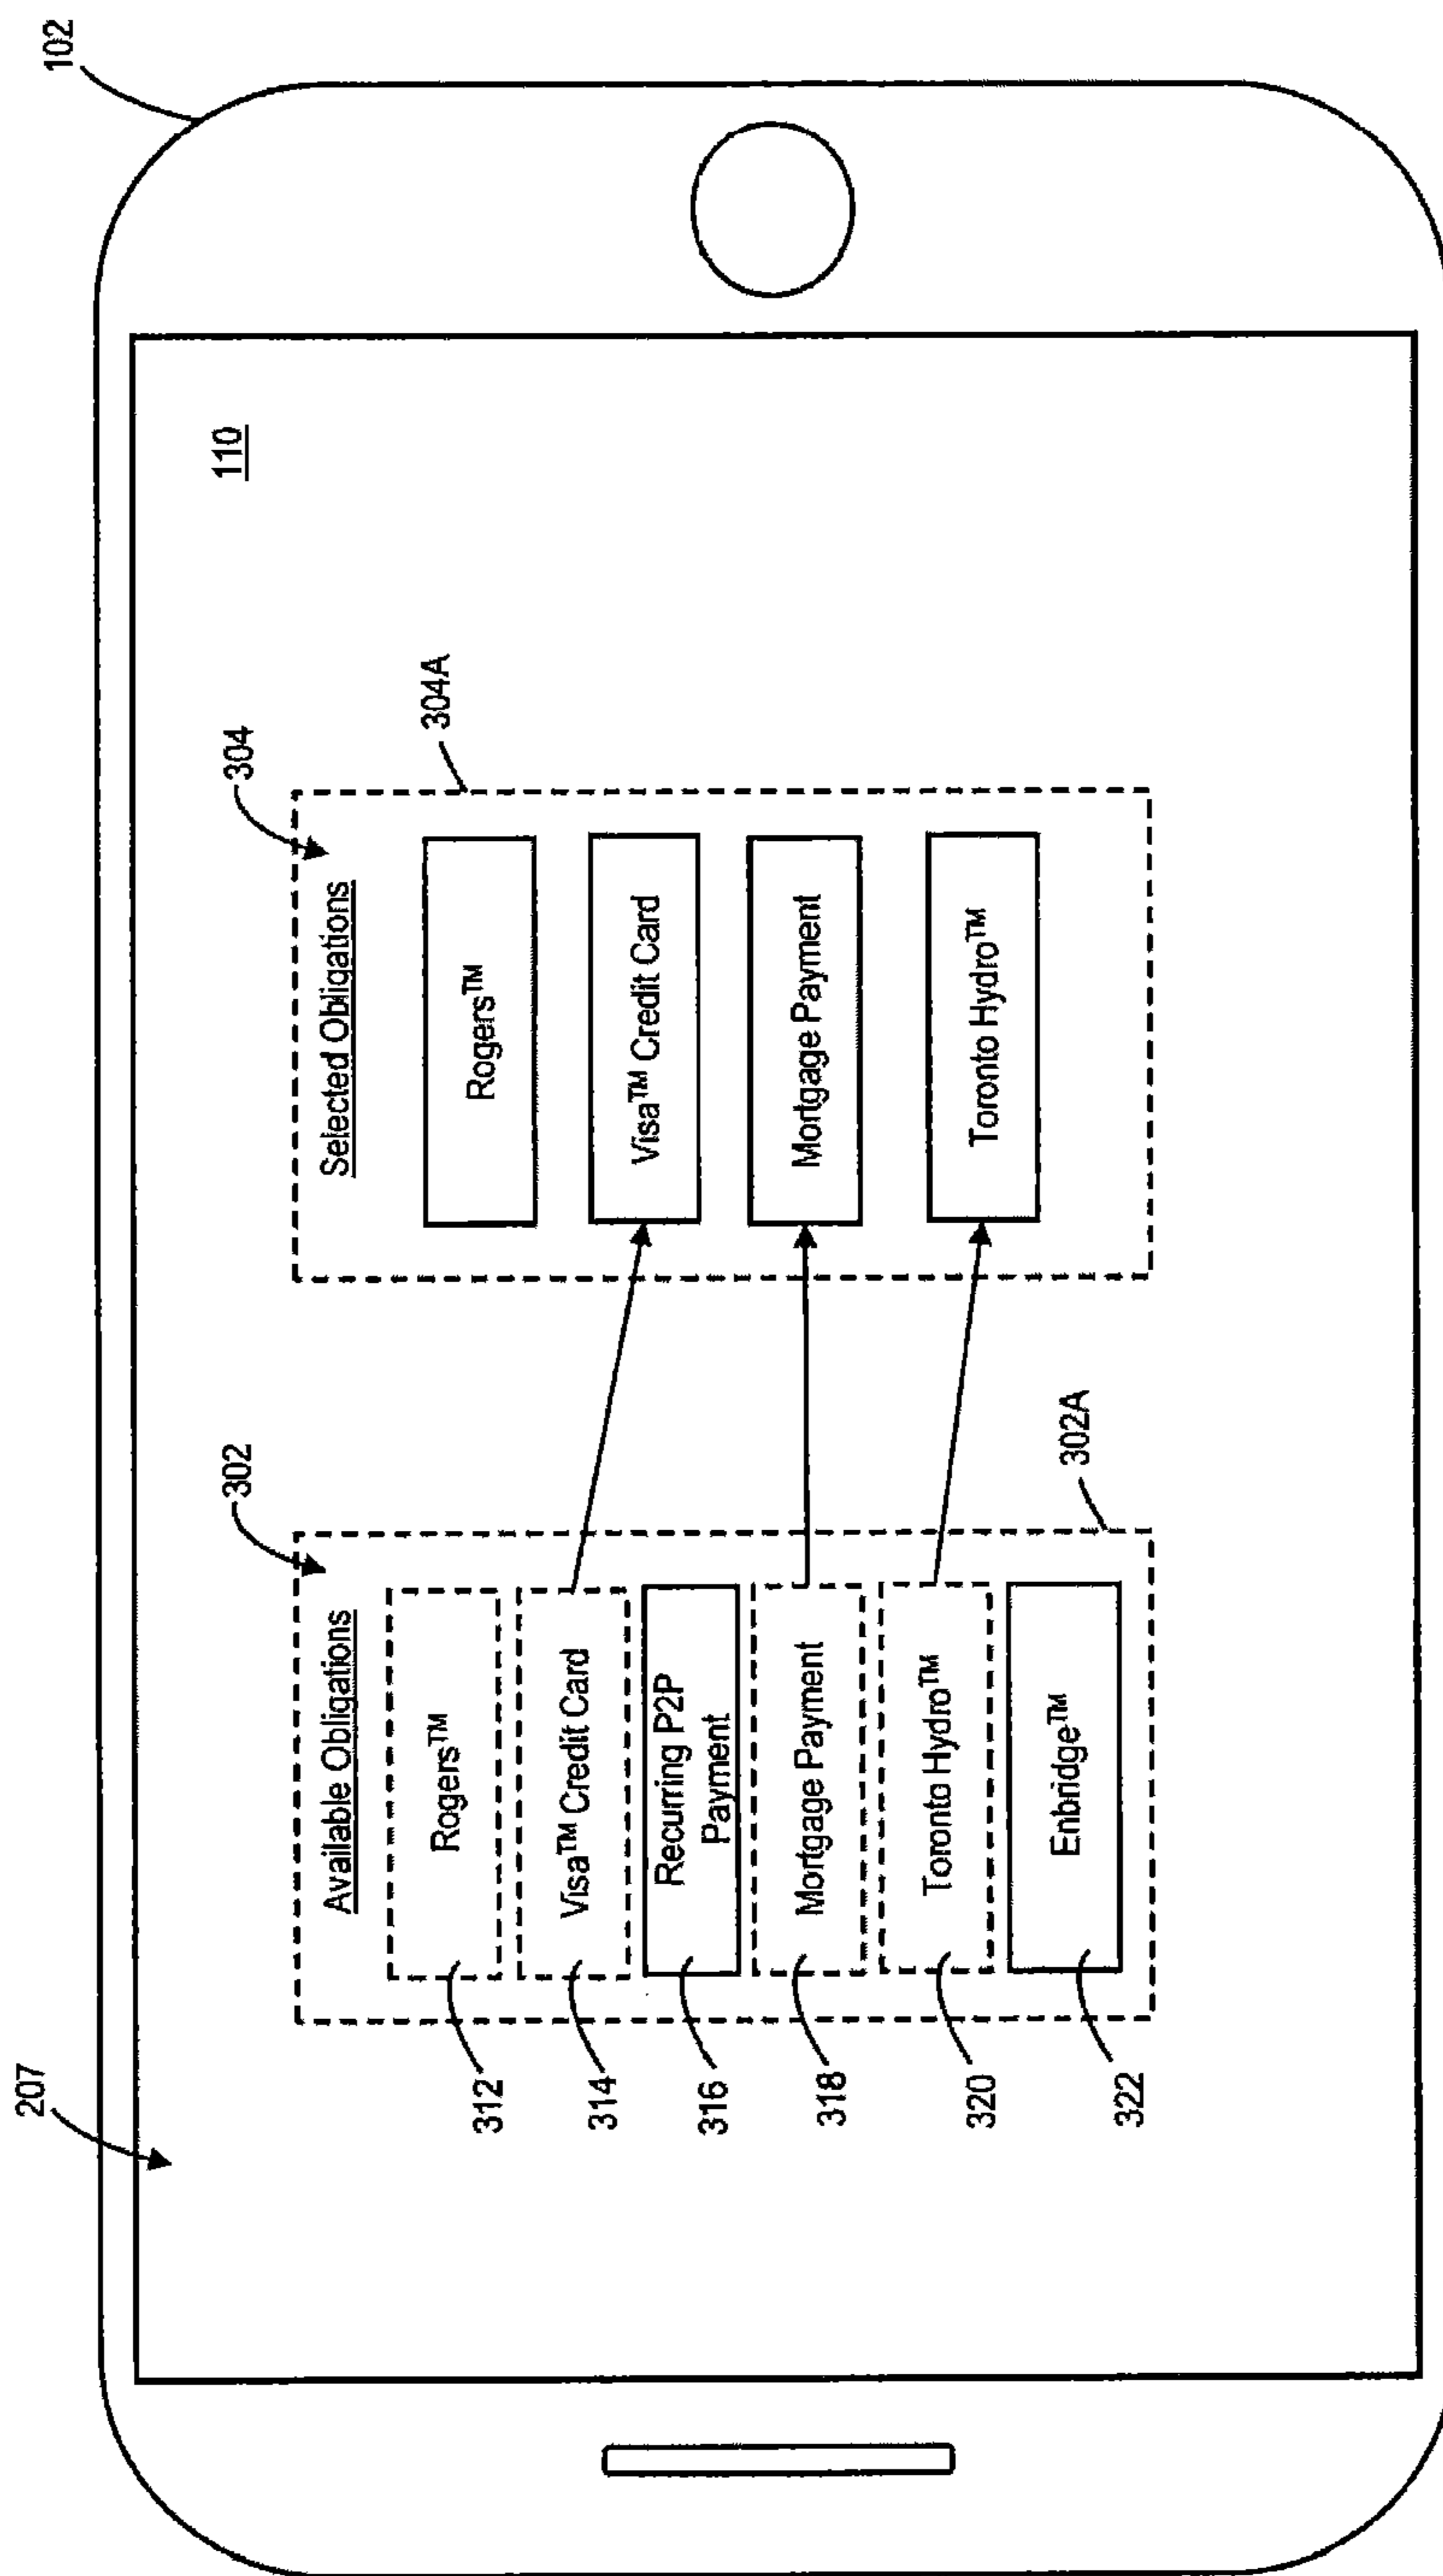 102
207
110
302
Available Obligations
312
Rogers™
314
Visa™ Credit Card
316
Recurring P2P
Payment
318
Mortgage Payment
320
Toronto Hydro™
322
Enbridge™
302A
304
304A
Selected Obligations
Rogers™
Visa™ Credit Card
Mortgage Payment
Toronto Hydro™